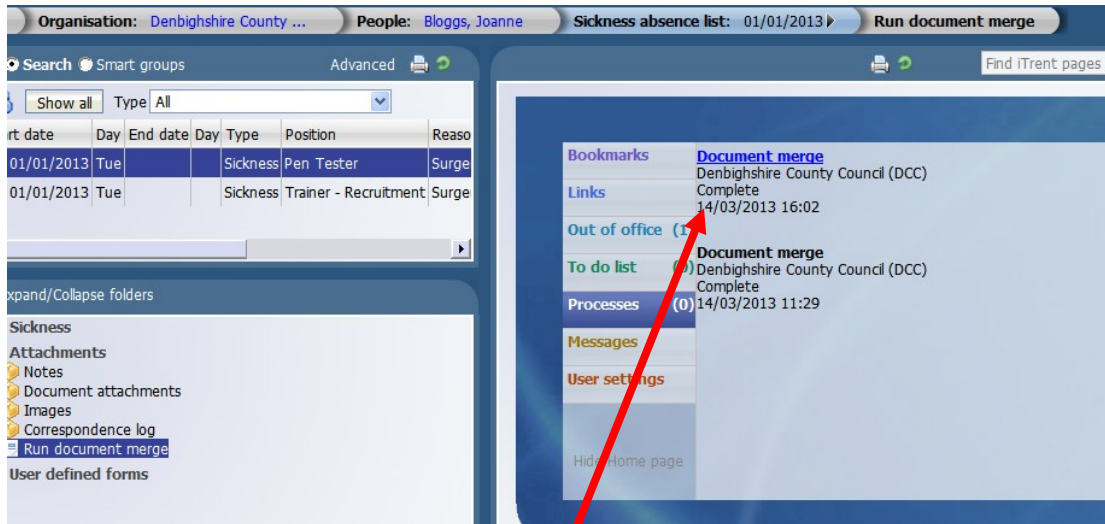 Organisation: Denbighshire County ... People: Bloggs, Joanne Sickness absence list: 01/01/2013 Run document merge
Search Smart groups Advanced Find iTrent pages
Show all Type All
rt date Day End date Day Type Position Reaso
01/01/2013 Tue Sickness Pen Tester Surge
01/01/2013 Tue Sickness Trainer - Recruitment Surge
xpand/Collapse folders
Sickness
Attachments
Notes
Document attachments
Images
Correspondence log
Run document merge
User defined forms
Bookmarks
Links
Out of office (1
To do list
Processes (0)
Messages
User settings
Hide Home page
Document merge
Denbighshire County Council (DCC)
Complete
14/03/2013 16:02
Document merge
Denbighshire County Council (DCC)
Complete
14/03/2013 11:29